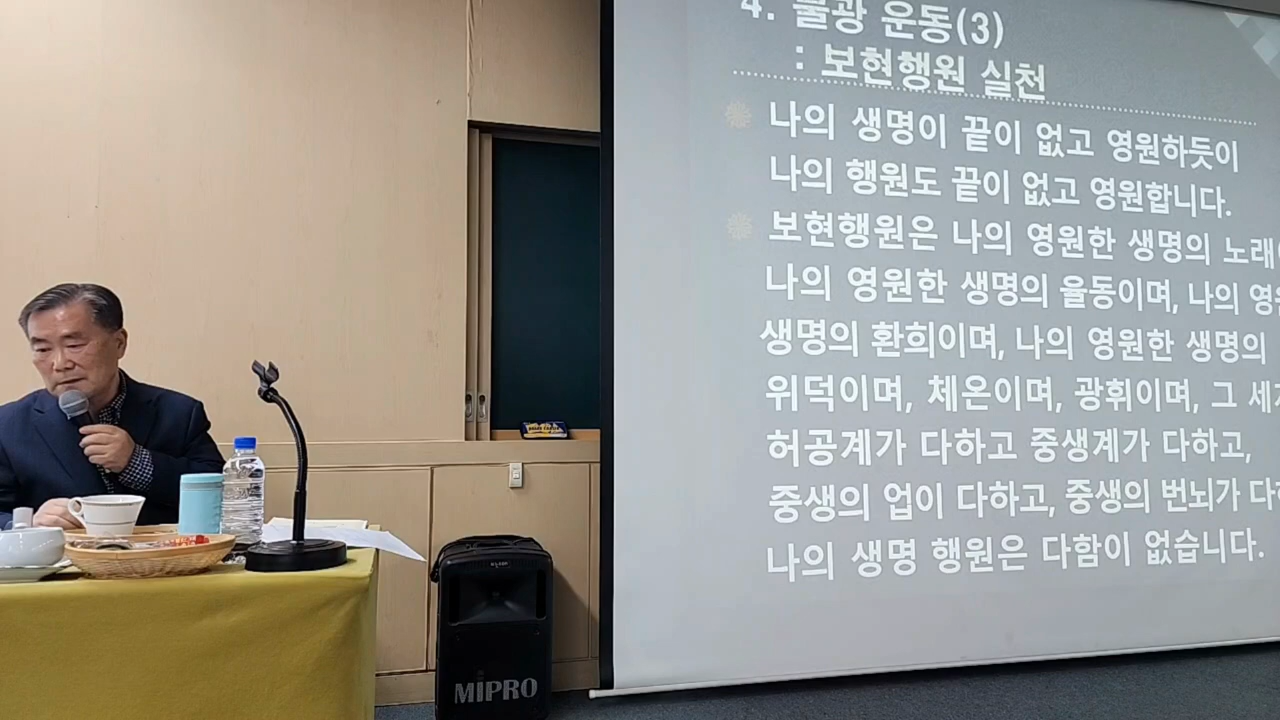 4. 불광 운동(3)
: 보현행원 실천
나의 생명이 끝이 없고 영원하듯이
나의 행원도 끝이 없고 영원합니다.
보현행원은 나의 영원한 생명의 노래
나의 영원한 생명의 율동이며, 나의
생명의 환희이며, 나의 영원한 생명의
위덕이며, 체온이며, 광휘이며, 그
허공계가 다하고 중생계가 다하고,
중생의 업이 다하고, 중생의 번뇌가
나의 생명 행원은 다함이 없습니다.
MIPRO